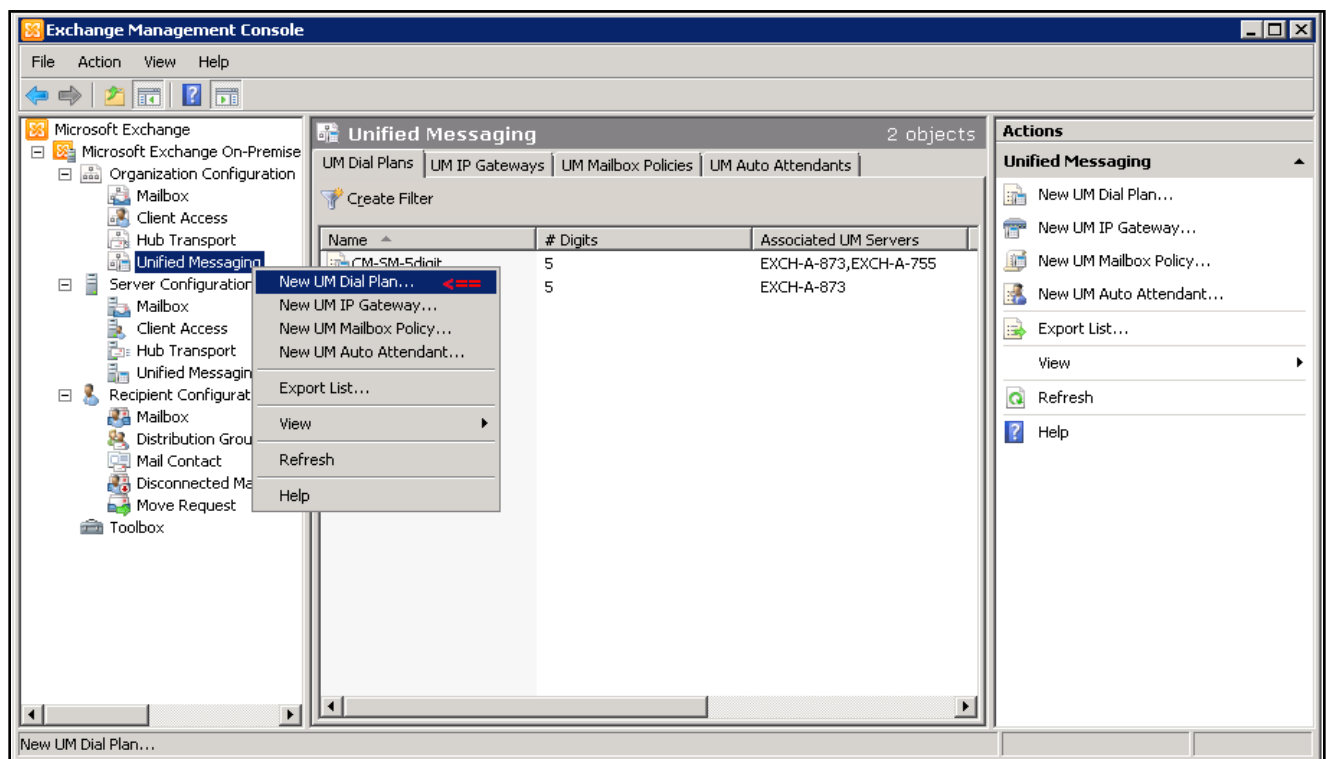 Exchange Management Console
File Action View Help
Microsoft Exchange
Microsoft Exchange On-Premise
Organization Configuration
Mailbox
Client Access
Hub Transport
Unified Messaging
Server Configuration
Mailbox
Client Access
Hub Transport
Unified Messagin
Recipient Configurat
Mailbox
Distribution Grou
Mail Contact
Disconnected Ma
Move Request
Toolbox
New UM Dial Plan... <==
New UM IP Gateway...
New UM Mailbox Policy...
New UM Auto Attendant...
Export List...
View
Refresh
Help
Unified Messaging 2 objects
UM Dial Plans UM IP Gateways UM Mailbox Policies UM Auto Attendants
Create Filter
Name # Digits Associated UM Servers
CM-SM-5digit 5 EXCH-A-873,EXCH-A-755
5 EXCH-A-873
Actions
Unified Messaging
New UM Dial Plan...
New UM IP Gateway...
New UM Mailbox Policy...
New UM Auto Attendant...
Export List...
View
Refresh
Help
New UM Dial Plan...